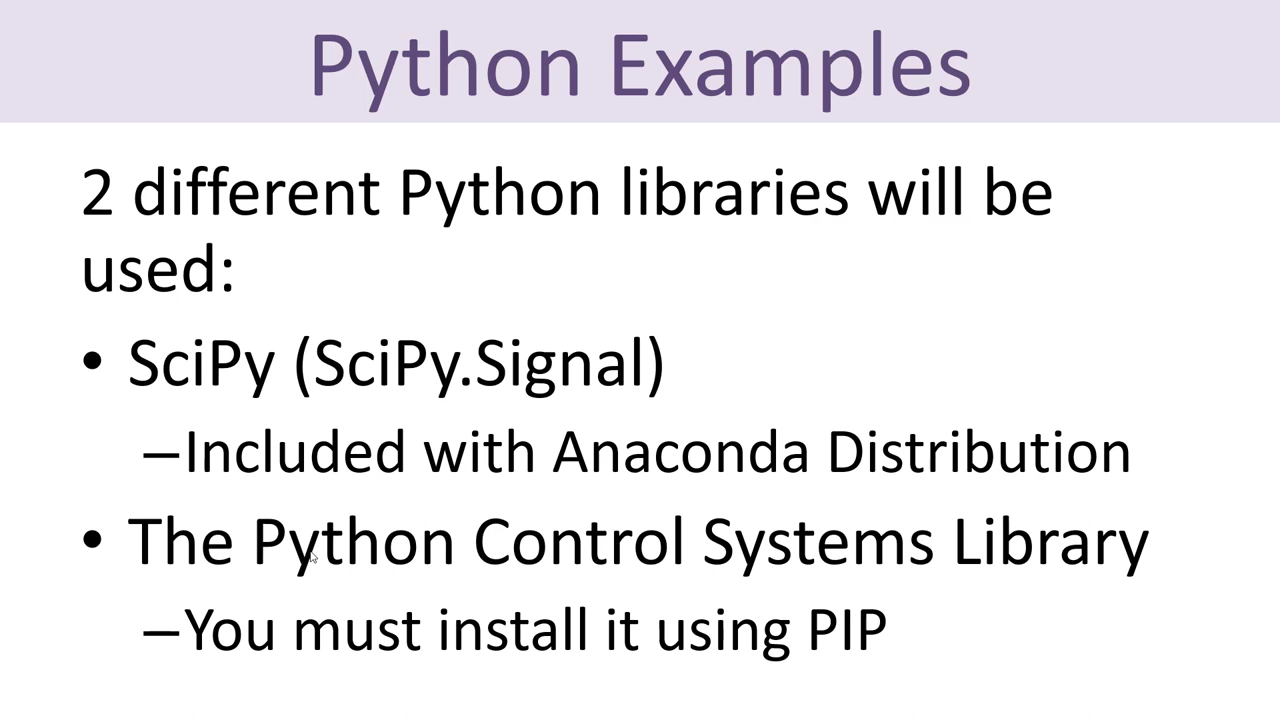 Python Examples
2 different Python libraries will be
used:
• SciPy (SciPy.Signal)
–Included with Anaconda Distribution
• The Python Control Systems Library
–You must install it using PIP